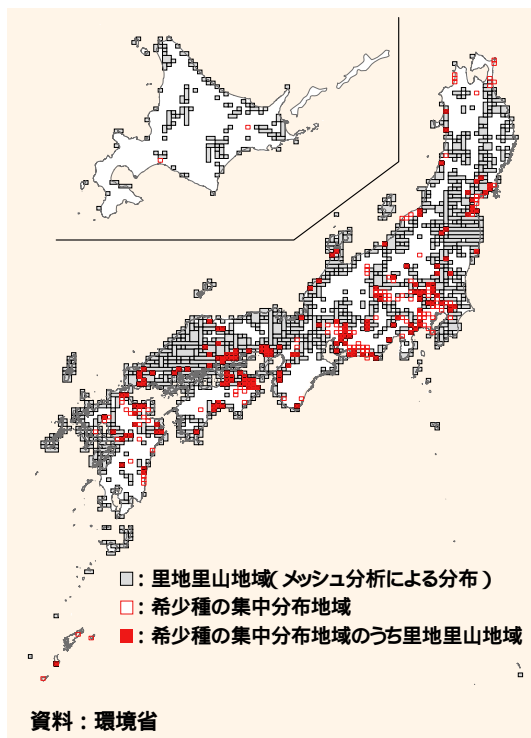 ：里地里山地域（メッシュ分析による分布）
：希少種の集中分布地域
：希少種の集中分布地域のうち里地里山地域
資料：環境省